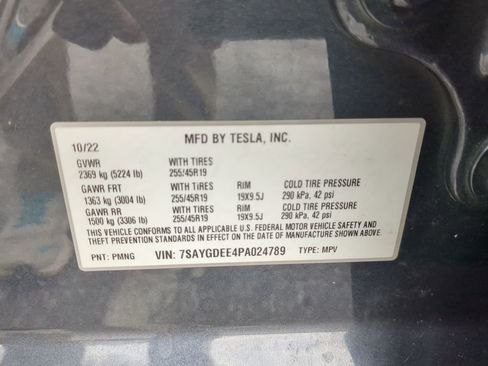 10/22 MFD BY TESLA, INC.
GVWR WITH TIRES
2369 kg (5224 lb) 255/45R19
GAWR FRT WITH TIRES RIM COLD TIRE PRESSURE
1363 kg (3004 lb) 255/45R19 19X9.5J 290 kPa, 42 psi
GAWR RR WITH TIRES RIM COLD TIRE PRESSURE
1500 kg (3306 lb) 255/45R19 19X9.5J 290 kPa, 42 psi
THIS VEHICLE CONFORMS TO ALL APPLICABLE U.S. FEDERAL MOTOR VEHICLE SAFETY AND
THEFT PREVENTION STANDARDS IN EFFECT ON THE DATE OF MANUFACTURE SHOWN ABOVE.
PNT: PMNG VIN: 7SAYGDEE4PA024789 TYPE: MPV